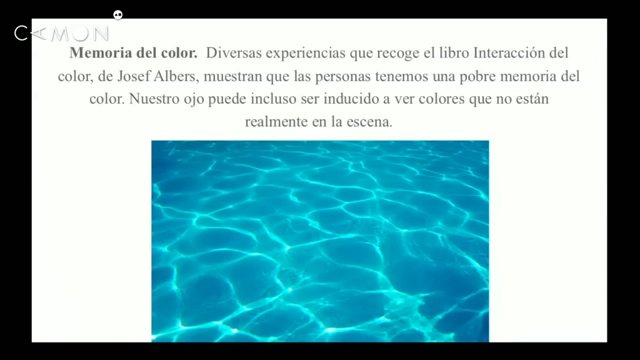 CAMON
Memoria del color. Diversas experiencias que recoge el libro Interacción del
color, de Josef Albers, muestran que las personas tenemos una pobre memoria del
color. Nuestro ojo puede incluso ser inducido a ver colores que no están
realmente en la escena.